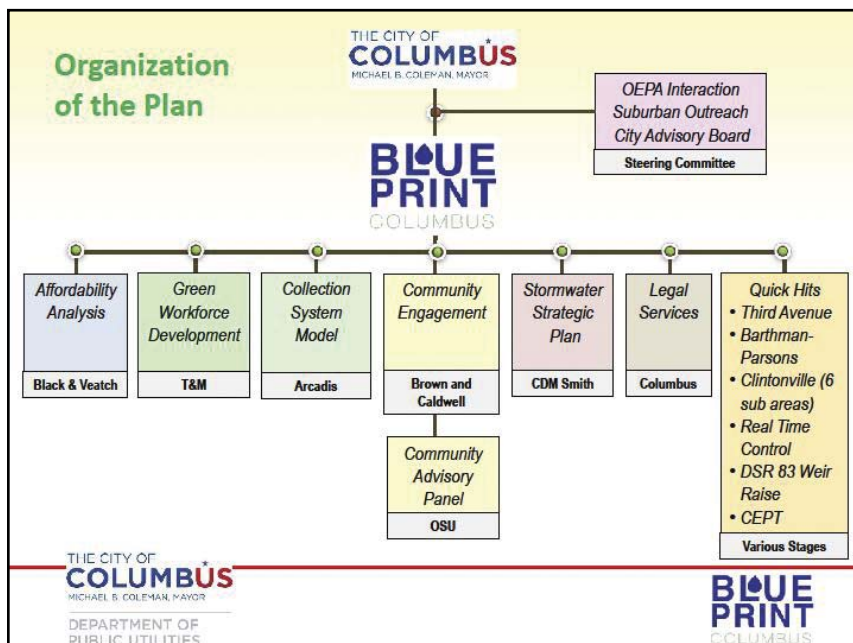 Organization
of the Plan
THE CITY OF
COLUMBUS
MICHAEL B. COLEMAN, MAYOR
OEPA Interaction
Suburban Outreach
City Advisory Board
Steering Committee
BLUE
PRINT
COLUMBUS
Affordability
Analysis
Black & Veatch
Green
Workforce
Development
T&M
Collection
System
Model
Arcadis
Community
Engagement
Brown and
Caldwell
Community
Advisory
Panel
OSU
Stormwater
Strategic
Plan
CDM Smith
Legal
Services
Columbus
Quick Hits
• Third Avenue
• Barthman-
Parsons
• Clintonville (6
sub areas)
• Real Time
Control
• DSR 83 Weir
Raise
• CEPT
Various Stages
THE CITY OF
COLUMBUS
MICHAEL B. COLEMAN, MAYOR
DEPARTMENT OF
PUBLIC UTILITIES
BLUE
PRINT
COLUMBUS